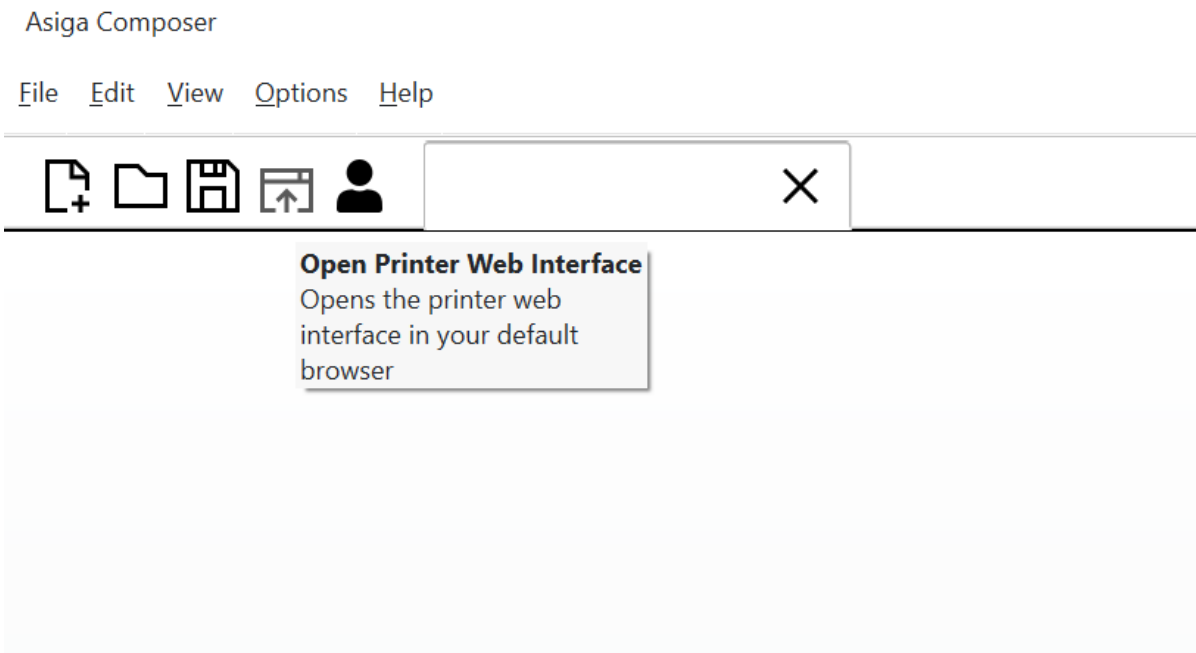 Asiga Composer
File Edit View Options Help
Open Printer Web Interface
Opens the printer web
interface in your default
browser